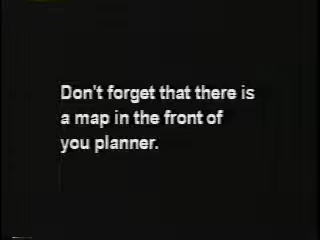 Don't forget that there is
a map in the front of
you planner.